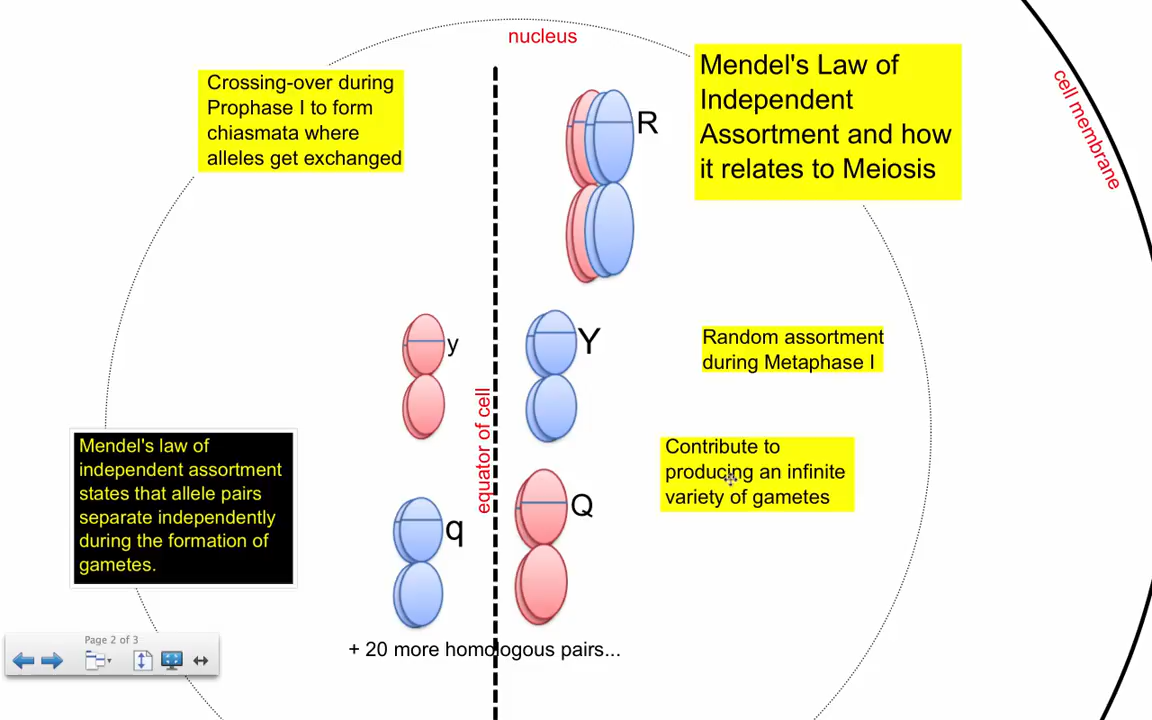 nucleus
Crossing-over during
Prophase I to form
chiasmata where
alleles get exchanged
R
Mendel's Law of
Independent
Assortment and how
it relates to Meiosis
cell membrane
y
Y
Random assortment
during Metaphase I
equator of cell
Mendel's law of
independent assortment
states that allele pairs
separate independently
during the formation of
gametes.
q
Q
Contribute to
producing an infinite
variety of gametes
+ 20 more homologous pairs...
Page 2 of 3